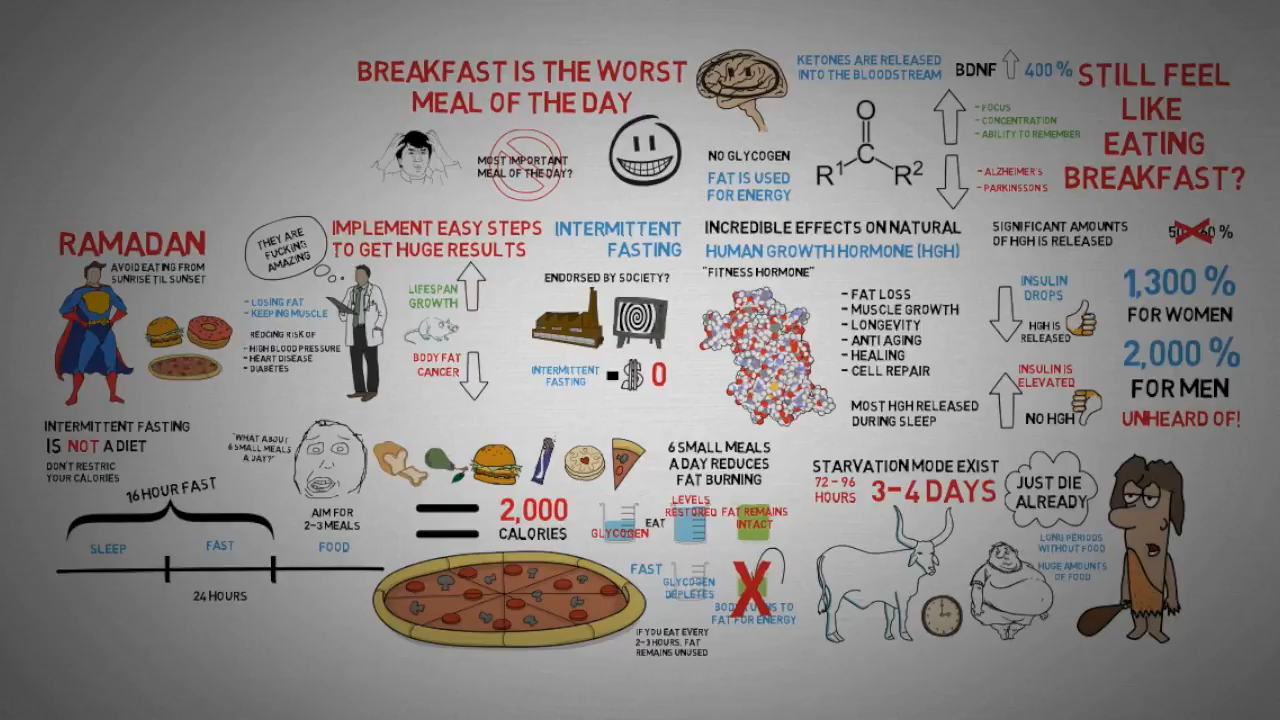 BREAKFAST IS THE WORST
MEAL OF THE DAY
MOST IMPORTANT
MEAL OF THE DAY?
NO GLYCOGEN
FAT IS USED
FOR ENERGY
KETONES ARE RELEASED
INTO THE BLOODSTREAM
BDNF 400 %
R1 C R2
O
- FOCUS
- CONCENTRATION
- ABILITY TO REMEMBER
- ALZHEIMER'S
- PARKINSSON'S
STILL FEEL
LIKE
EATING
BREAKFAST?
RAMADAN
AVOID EATING FROM
SUNRISE TIL SUNSET
THEY ARE
FUCKING
AMAZING
- LOSING FAT
- KEEPING MUSCLE
REDCING RISK OF
- HIGH BLOOD PRESSURE
- HEART DISEASE
- DIABETES
IMPLEMENT EASY STEPS
TO GET HUGE RESULTS
LIFESPAN
GROWTH
BODY FAT
CANCER
INTERMITTENT
FASTING
ENDORSED BY SOCIETY?
INTERMITTENT
FASTING
- $ 0
INCREDIBLE EFFECTS ON NATURAL
HUMAN GROWTH HORMONE (HGH)
"FITNESS HORMONE"
- FAT LOSS
- MUSCLE GROWTH
- LONGEVITY
- ANTI AGING
- HEALING
- CELL REPAIR
MOST HGH RELEASED
DURING SLEEP
SIGNIFICANT AMOUNTS
OF HGH IS RELEASED
%
INSULIN
DROPS
HGH IS
RELEASED
INSULIN IS
ELEVATED
NO HGH
1,300 %
FOR WOMEN
2,000 %
FOR MEN
UNHEARD OF!
INTERMITTENT FASTING
IS NOT A DIET
DON'T RESTRIC
YOUR CALORIES
16 HOUR FAST
SLEEP
FAST
FOOD
24 HOURS
"WHAT ABOUT
6 SMALL MEALS
A DAY?"
AIM FOR
2-3 MEALS
2,000
CALORIES
6 SMALL MEALS
A DAY REDUCES
FAT BURNING
GLYCOGEN
EAT
LEVELS
RESTORED
FAT REMAINS
INTACT
FAST
GLYCOGEN
DEPLETES
TO
FAT FOR ENERGY
IF YOU EAT EVERY
2-3 HOURS, FAT
REMAINS UNUSED
STARVATION MODE EXIST
72 - 96
HOURS
3-4 DAYS
JUST DIE
ALREADY
LONG PERIODS
WITHOUT FOOD
HUGE AMOUNTS
OF FOOD